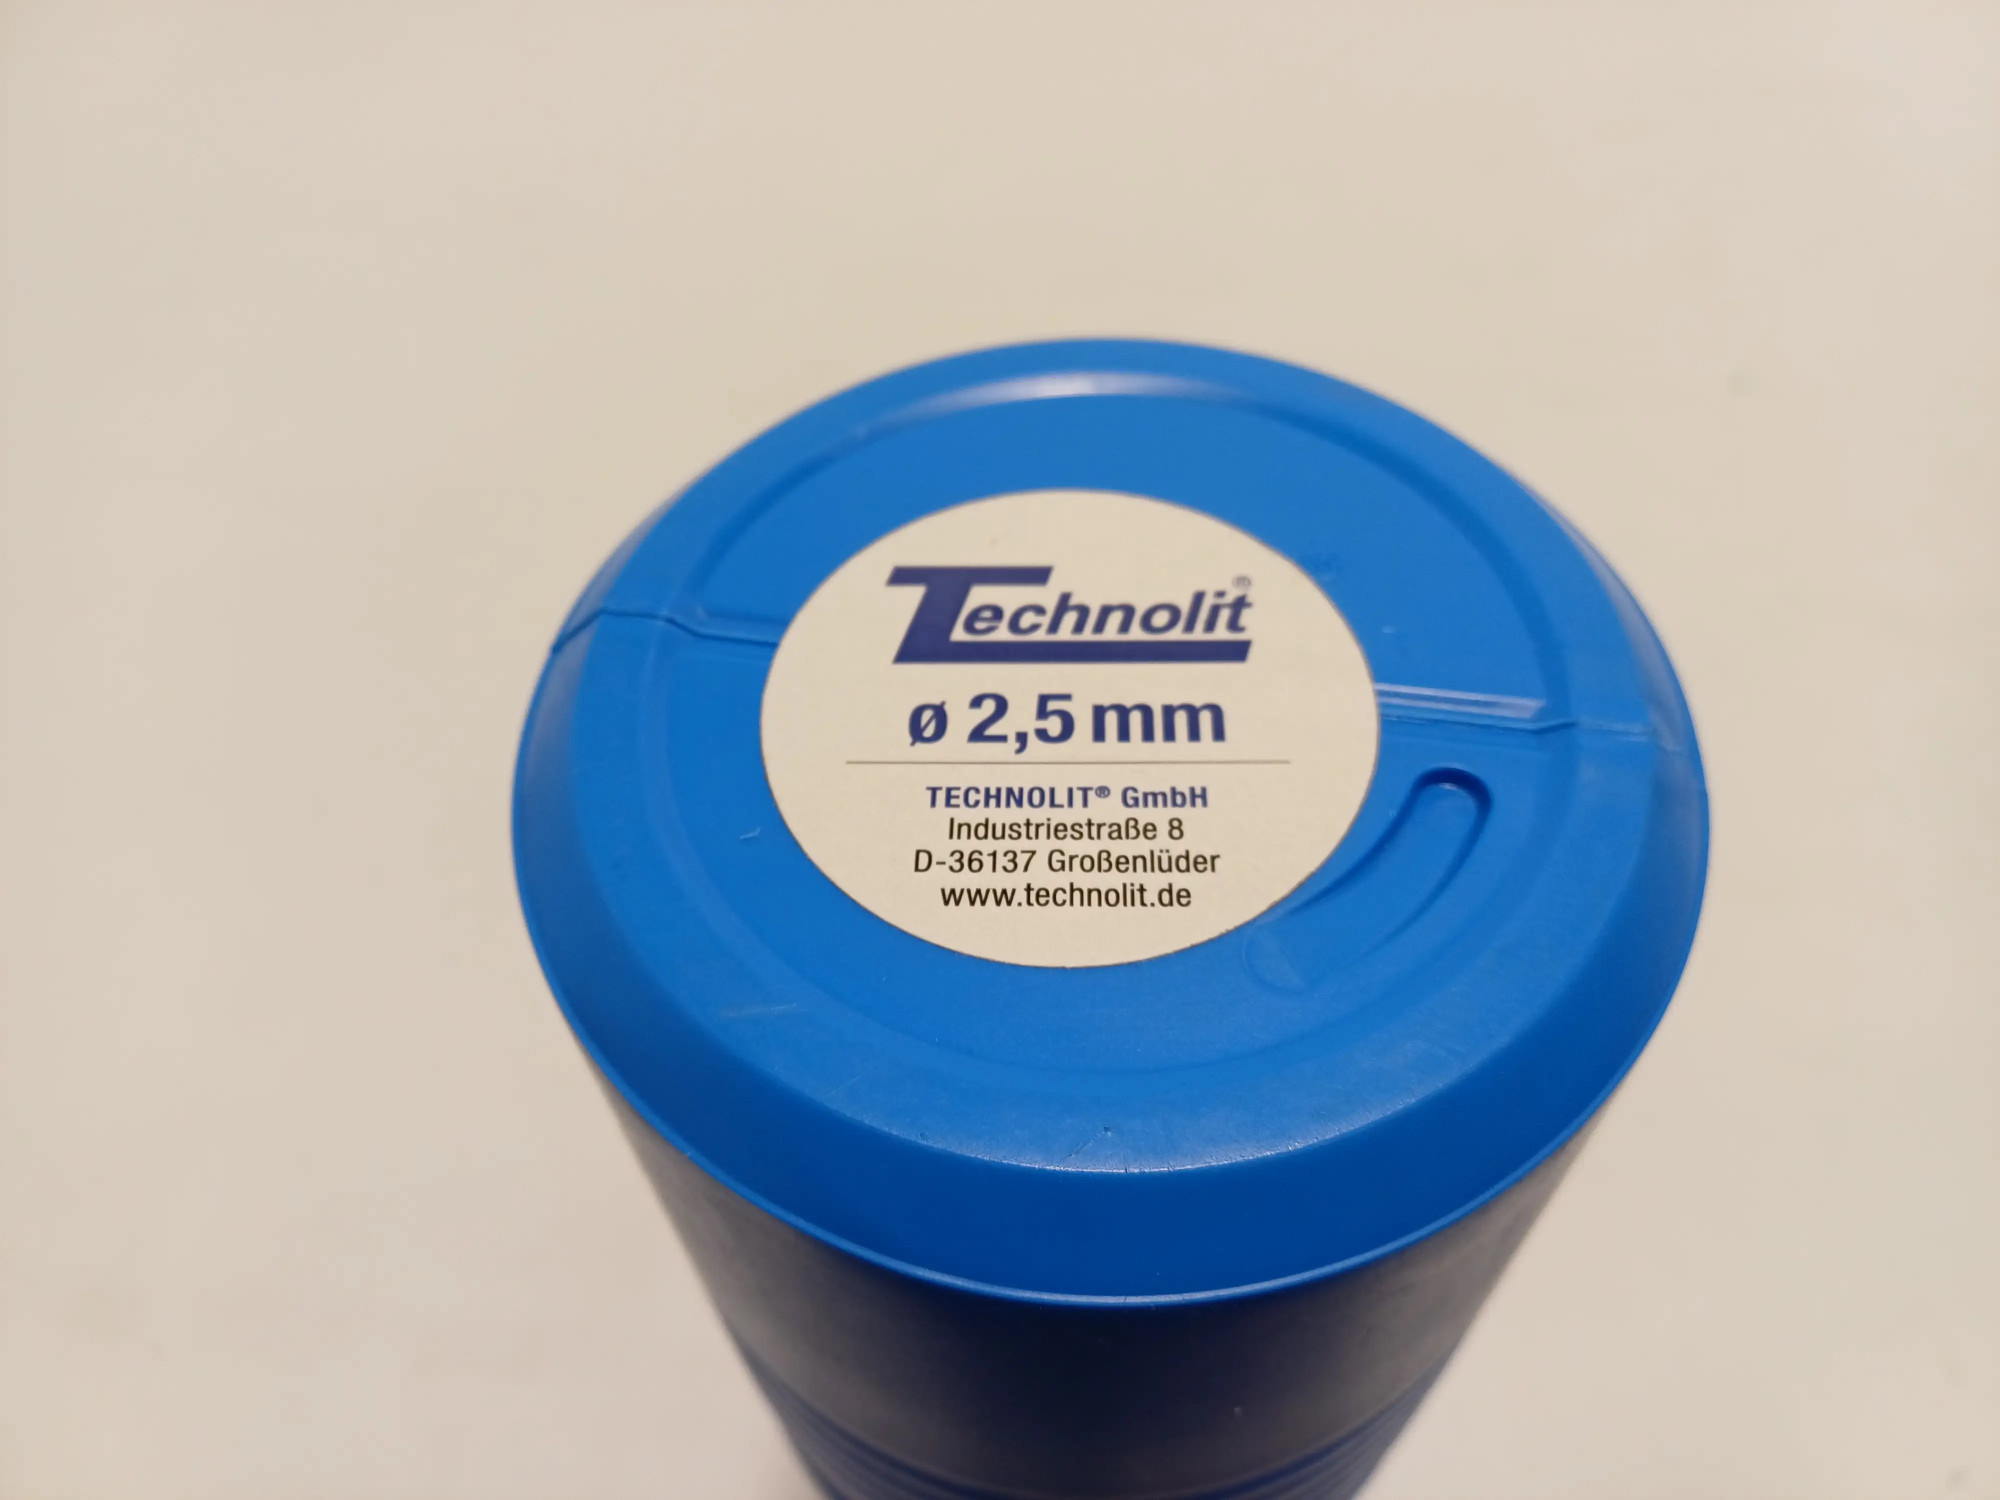 Technolit®
ø 2,5 mm
TECHNOLIT® GmbH
Industriestraße 8
D-36137 Großenlüder
www.technolit.de